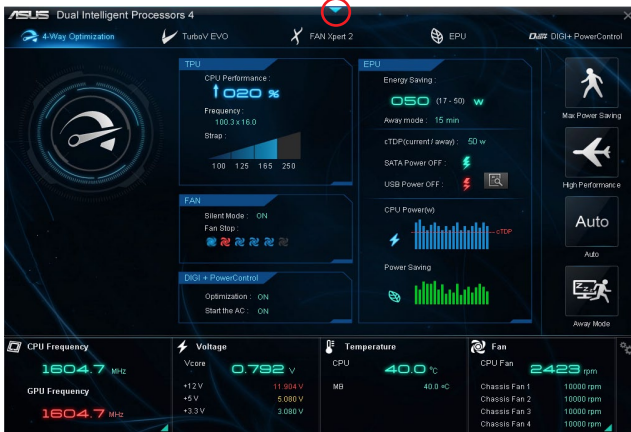 ASUS Dual Intelligent Processors 4
4-Way Optimization
TurboV EVO
FAN Xpert 2
EPU
DIGI+ PowerControl
TPU
CPU Performance :
020 %
Frequency :
100.3 x 16.0
Strap :
100 125 165 250
FAN
Silent Mode : ON
Fan Stop :
DIGI + PowerControl
Optimization : ON
Start the AC : ON
EPU
Energy Saving :
050 (17 - 50) w
Away mode : 15 min
cTDP(current / away) : 50 w
SATA Power OFF :
USB Power OFF :
CPU Power(w)
cTDP
Power Saving
Max Power Saving
High Performance
Auto
Auto
Zzz
Away Mode
CPU Frequency
1604.7 MHz
GPU Frequency
1604.7 MHz
Voltage
Vcore 0.792 V
+12 V 11.904 V
+5 V 5.080 V
+3.3 V 3.080 V
Temperature
CPU 40.0 °C
MB 40.0 °C
Fan
CPU Fan 2423 rpm
Chassis Fan 1 10000 rpm
Chassis Fan 2 10000 rpm
Chassis Fan 3 10000 rpm
Chassis Fan 4 10000 rpm